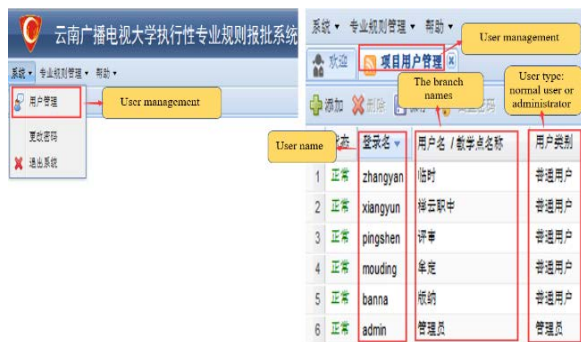 云南广播电视大学执行性专业规则报批系统
系统 专业规则管理 帮助
用户管理
User management
更改密码
退出系统
系统 专业规则管理 帮助
User management
欢迎 项目用户管理
The branch names
User type: normal user or administrator
添加 删除
User name
登录名 用户名 / 教学点名称 用户类别
1 正常 zhangyan 临时 普通用户
2 正常 xiangyun 祥云职中 普通用户
3 正常 pingshen 评审 普通用户
4 正常 mouding 牟定 普通用户
5 正常 banna 版纳 普通用户
6 正常 admin 管理员 管理员